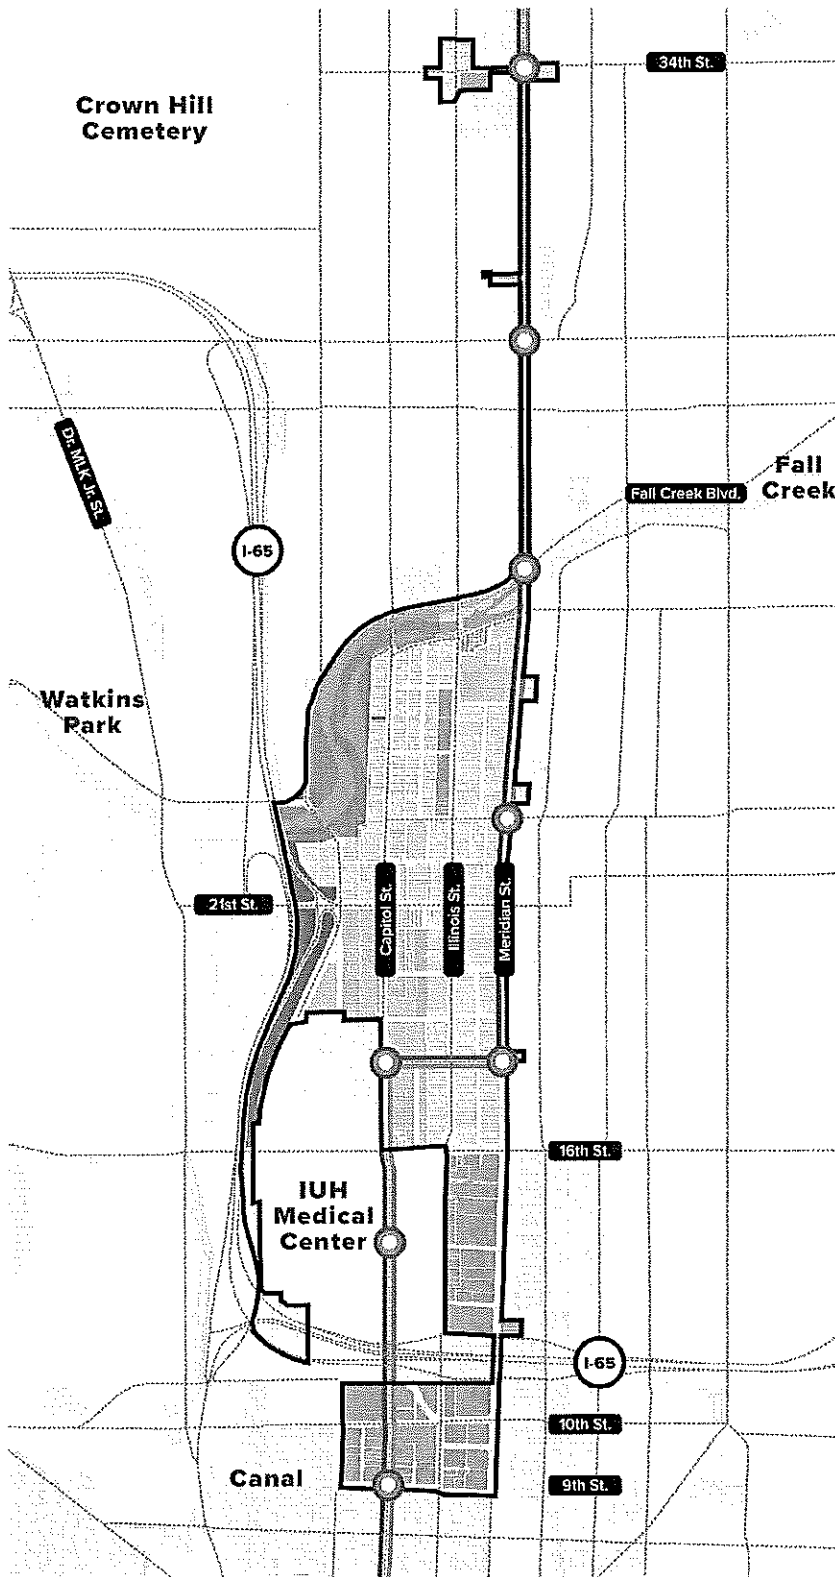 34th St.
Crown Hill
Cemetery
Dr. MLK Jr. St.
Fall
Creek
Fall Creek Blvd.
I-65
Watkins
Park
21st St.
Capitol St.
Illinois St.
Meridian St.
16th St.
IUH
Medical
Center
I-65
10th St.
Canal
9th St.